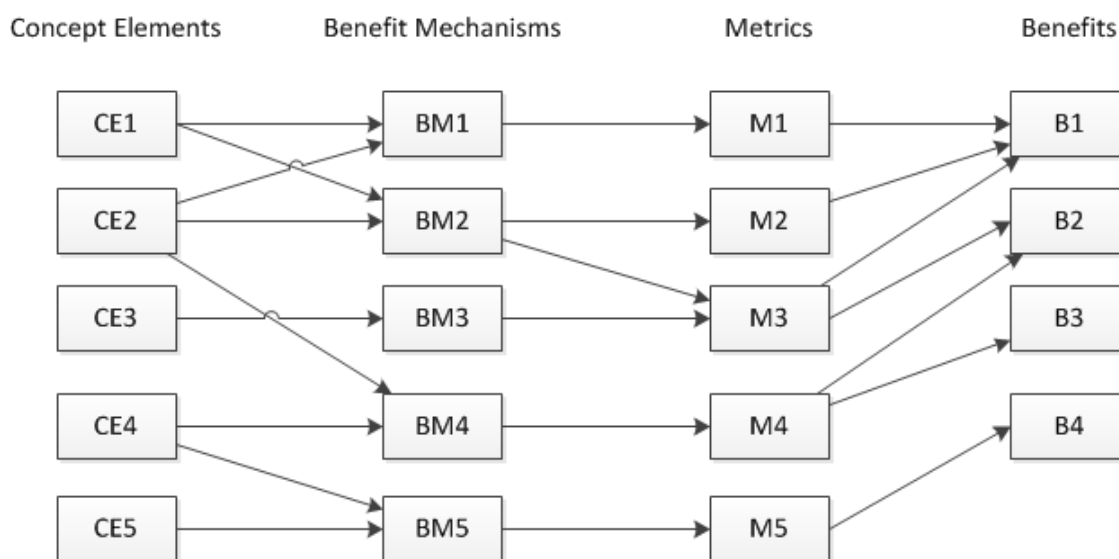 Concept Elements Benefit Mechanisms Metrics Benefits
CE1 BM1 M1 B1
CE2 BM2 M2 B2
CE3 BM3 M3 B3
CE4 BM4 M4 B4
CE5 BM5 M5